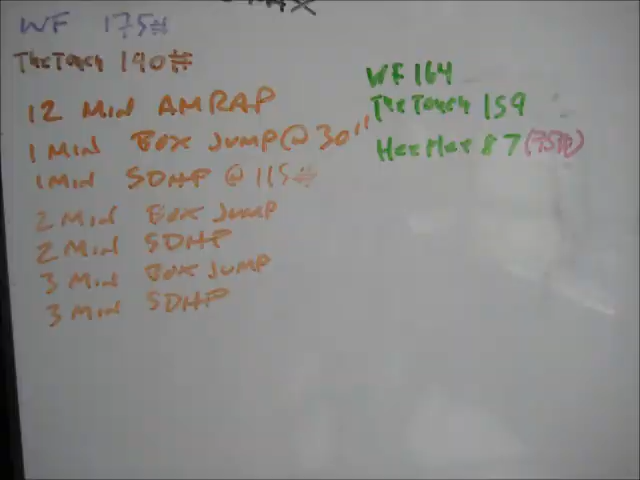 WF 175#
The Touch 190#
12 Min AMRAP
1 Min Box Jump @ 30"
1 Min SDHP @ 115#
2 Min Box Jump
2 Min SDHP
3 Min Box Jump
3 Min SDHP
WF 164
The Touch 159
Her Her 87 (75#)